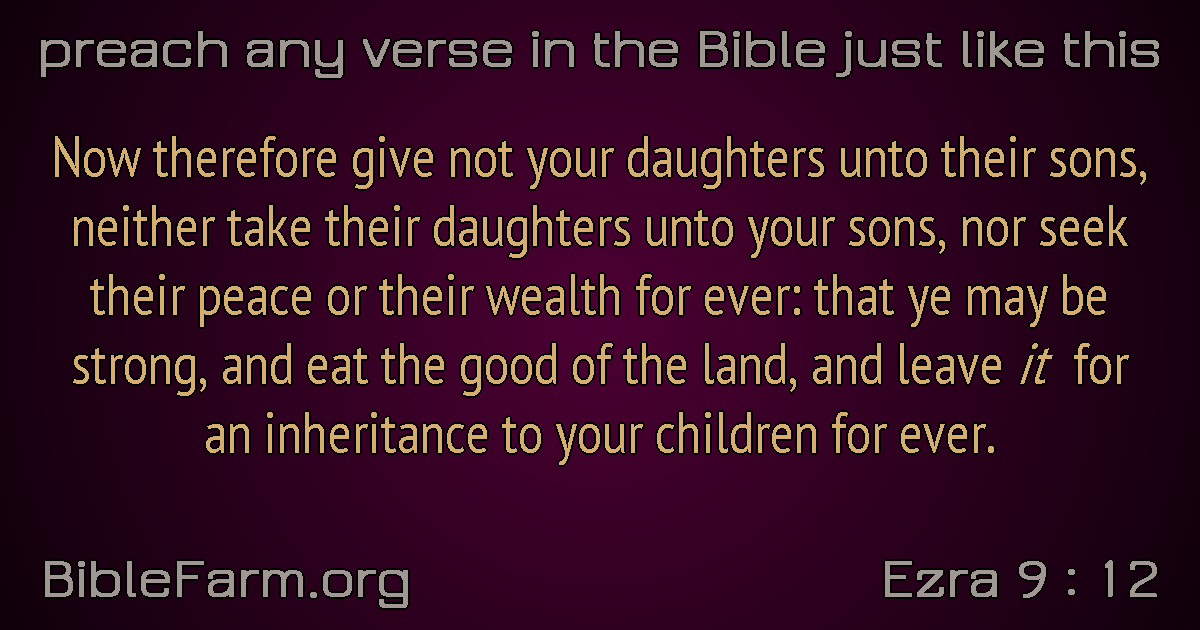 preach any verse in the Bible just like this
Now therefore give not your daughters unto their sons,
neither take their daughters unto your sons, nor seek
their peace or their wealth for ever: that ye may be
strong, and eat the good of the land, and leave it for
an inheritance to your children for ever.
BibleFarm.org
Ezra 9 : 12